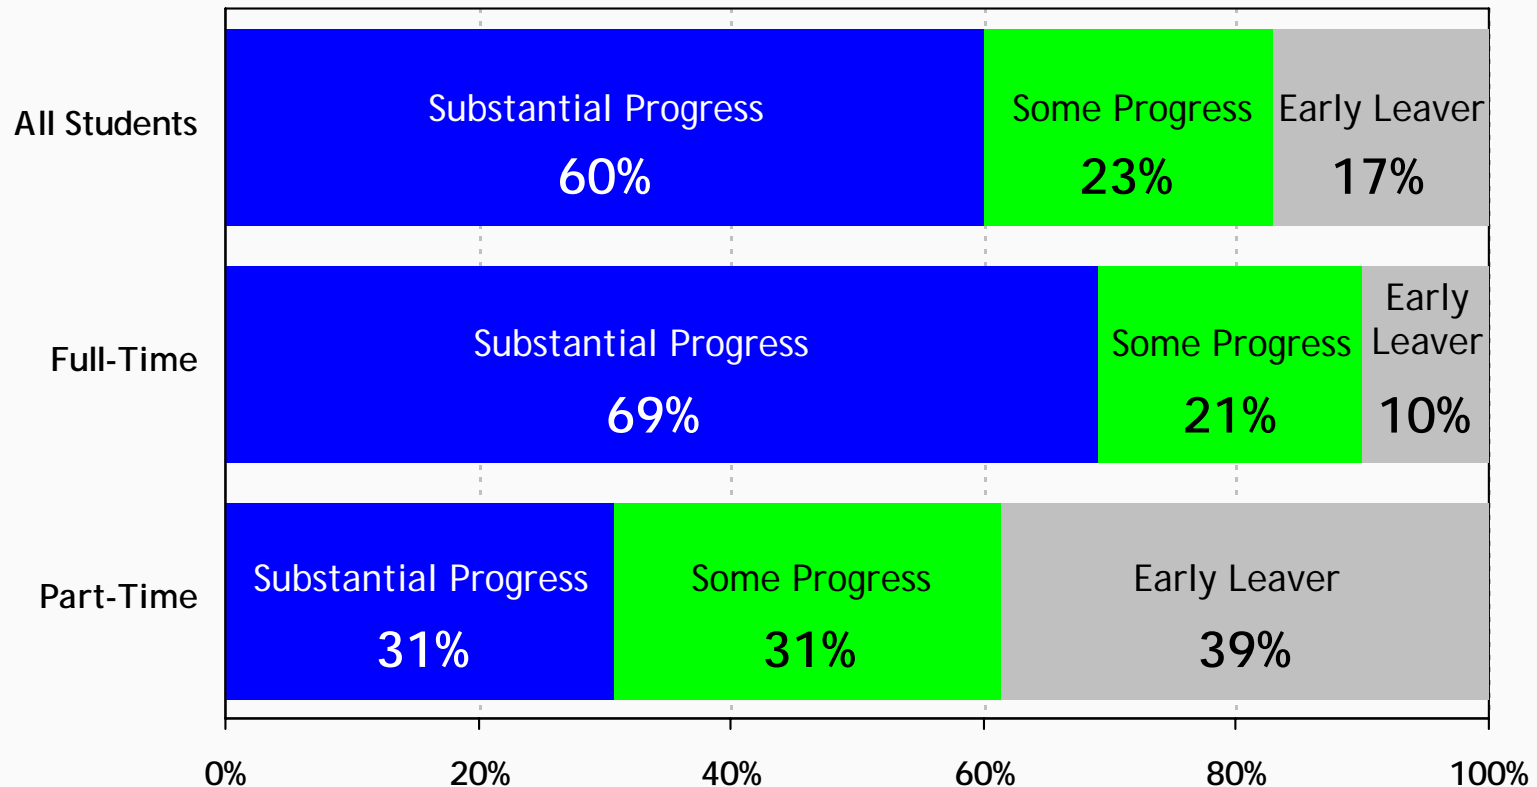 All Students
Substantial Progress
60%
Some Progress
23%
Early Leaver
17%
Full-Time
Substantial Progress
69%
Some Progress
21%
Early
Leaver
10%
Part-Time
Substantial Progress
31%
Some Progress
31%
Early Leaver
39%
0% 20% 40% 60% 80% 100%